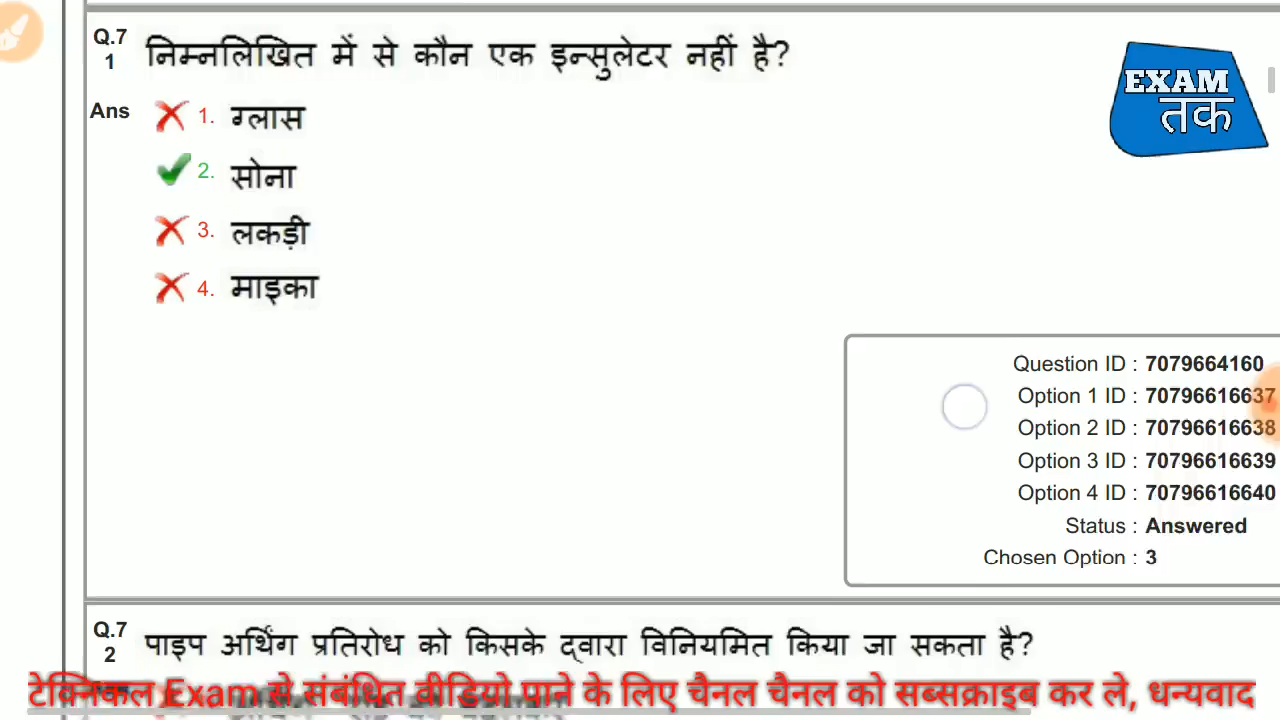 Q.7
1
निम्नलिखित में से कौन एक इन्सुलेटर नहीं है?
EXAM
तक
Ans
1. ग्लास
2. सोना
3. लकड़ी
4. माइका
Question ID : 7079664160
Option 1 ID : 70796616637
Option 2 ID : 70796616638
Option 3 ID : 70796616639
Option 4 ID : 70796616640
Status : Answered
Chosen Option : 3
Q.7
2
पाइप अर्थिंग प्रतिरोध को किसके द्वारा विनियमित किया जा सकता है?
टेक्निकल Exam से संबंधित वीडियो पाने के लिए चैनल चैनल को सब्सक्राइब कर ले, धन्यवाद